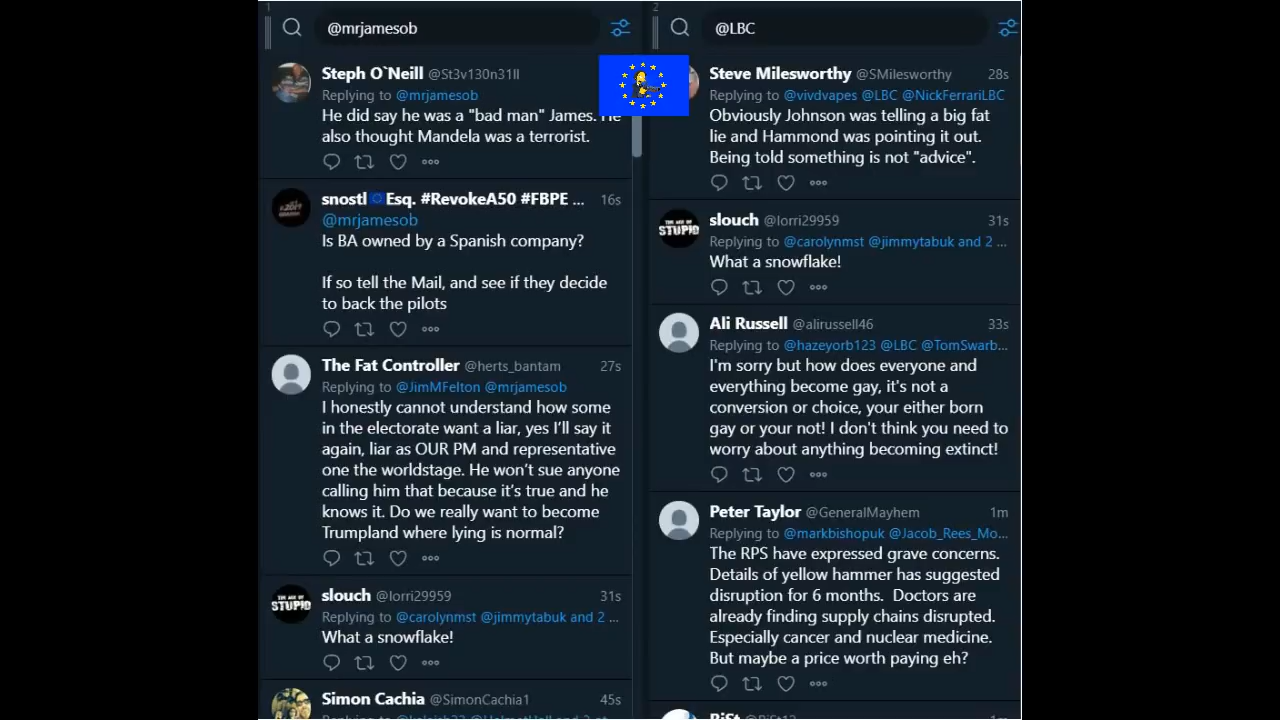 1
@mrjamesob
Steph O`Neill @St3v130n31ll
Replying to @mrjamesob
He did say he was a "bad man" James. He
also thought Mandela was a terrorist.
snostl Esq. #RevokeA50 #FBPE ... 16s
@mrjamesob
Is BA owned by a Spanish company?
If so tell the Mail, and see if they decide
to back the pilots
The Fat Controller @herts_bantam 27s
Replying to @JimMFelton @mrjamesob
I honestly cannot understand how some
in the electorate want a liar, yes I’ll say it
again, liar as OUR PM and representative
one the worldstage. He won’t sue anyone
calling him that because it’s true and he
knows it. Do we really want to become
Trumpland where lying is normal?
THE AGE OF
STUPID
slouch @lorri29959 31s
Replying to @carolynmst @jimmytabuk and 2 ...
What a snowflake!
Simon Cachia @SimonCachia1 45s
2
@LBC
Steve Milesworthy @SMilesworthy 28s
Replying to @vivdvapes @LBC @NickFerrariLBC
Obviously Johnson was telling a big fat
lie and Hammond was pointing it out.
Being told something is not "advice".
THE AGE OF
STUPID
slouch @lorri29959 31s
Replying to @carolynmst @jimmytabuk and 2 ...
What a snowflake!
Ali Russell @alirussell46 33s
Replying to @hazeyorb123 @LBC @TomSwarb...
I'm sorry but how does everyone and
everything become gay, it's not a
conversion or choice, your either born
gay or your not! I don't think you need to
worry about anything becoming extinct!
Peter Taylor @GeneralMayhem 1m
Replying to @markbishopuk @Jacob_Rees_Mo...
The RPS have expressed grave concerns.
Details of yellow hammer has suggested
disruption for 6 months. Doctors are
already finding supply chains disrupted.
Especially cancer and nuclear medicine.
But maybe a price worth paying eh?